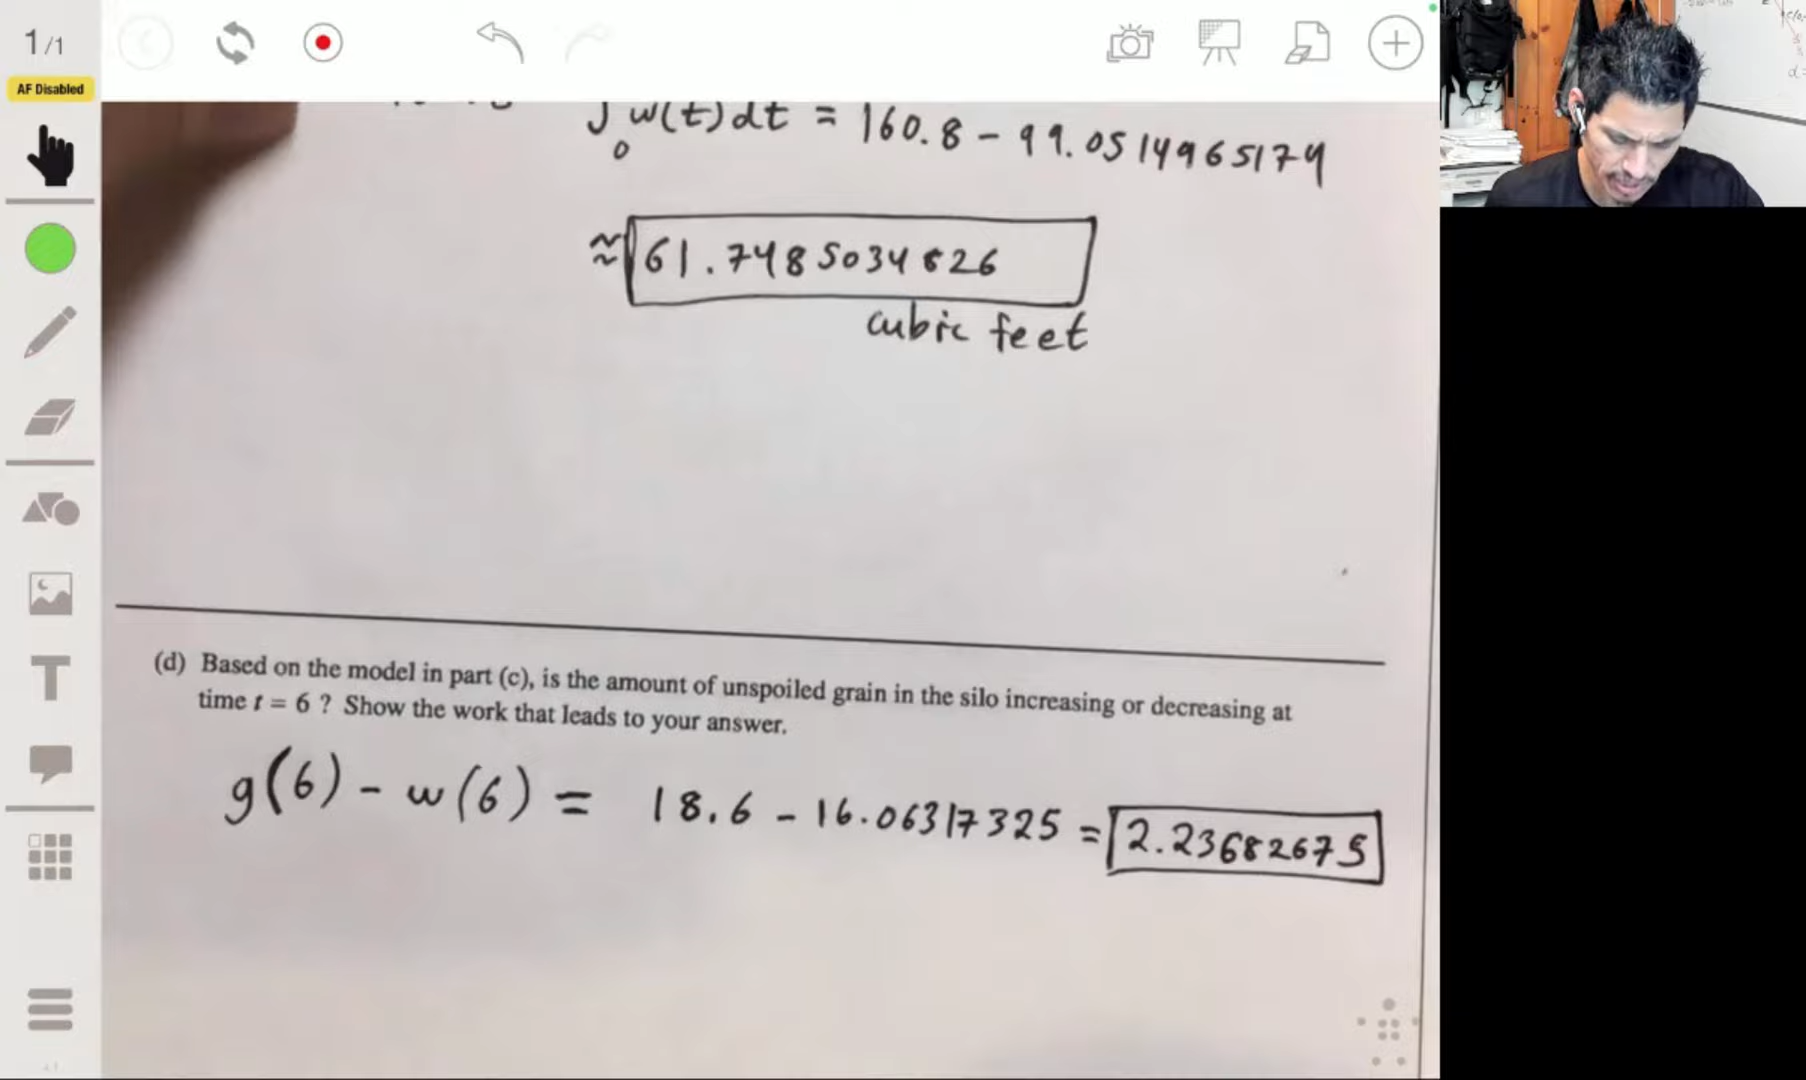 1/1
AF Disabled
∫ w(t)dt = 160.8 - 99.0514965174
0
≈ 61.7485034826
cubic feet
(d) Based on the model in part (c), is the amount of unspoiled grain in the silo increasing or decreasing at
time t = 6 ? Show the work that leads to your answer.
g(6) - w(6) = 18.6 - 16.06317325 = 2.23682675
T